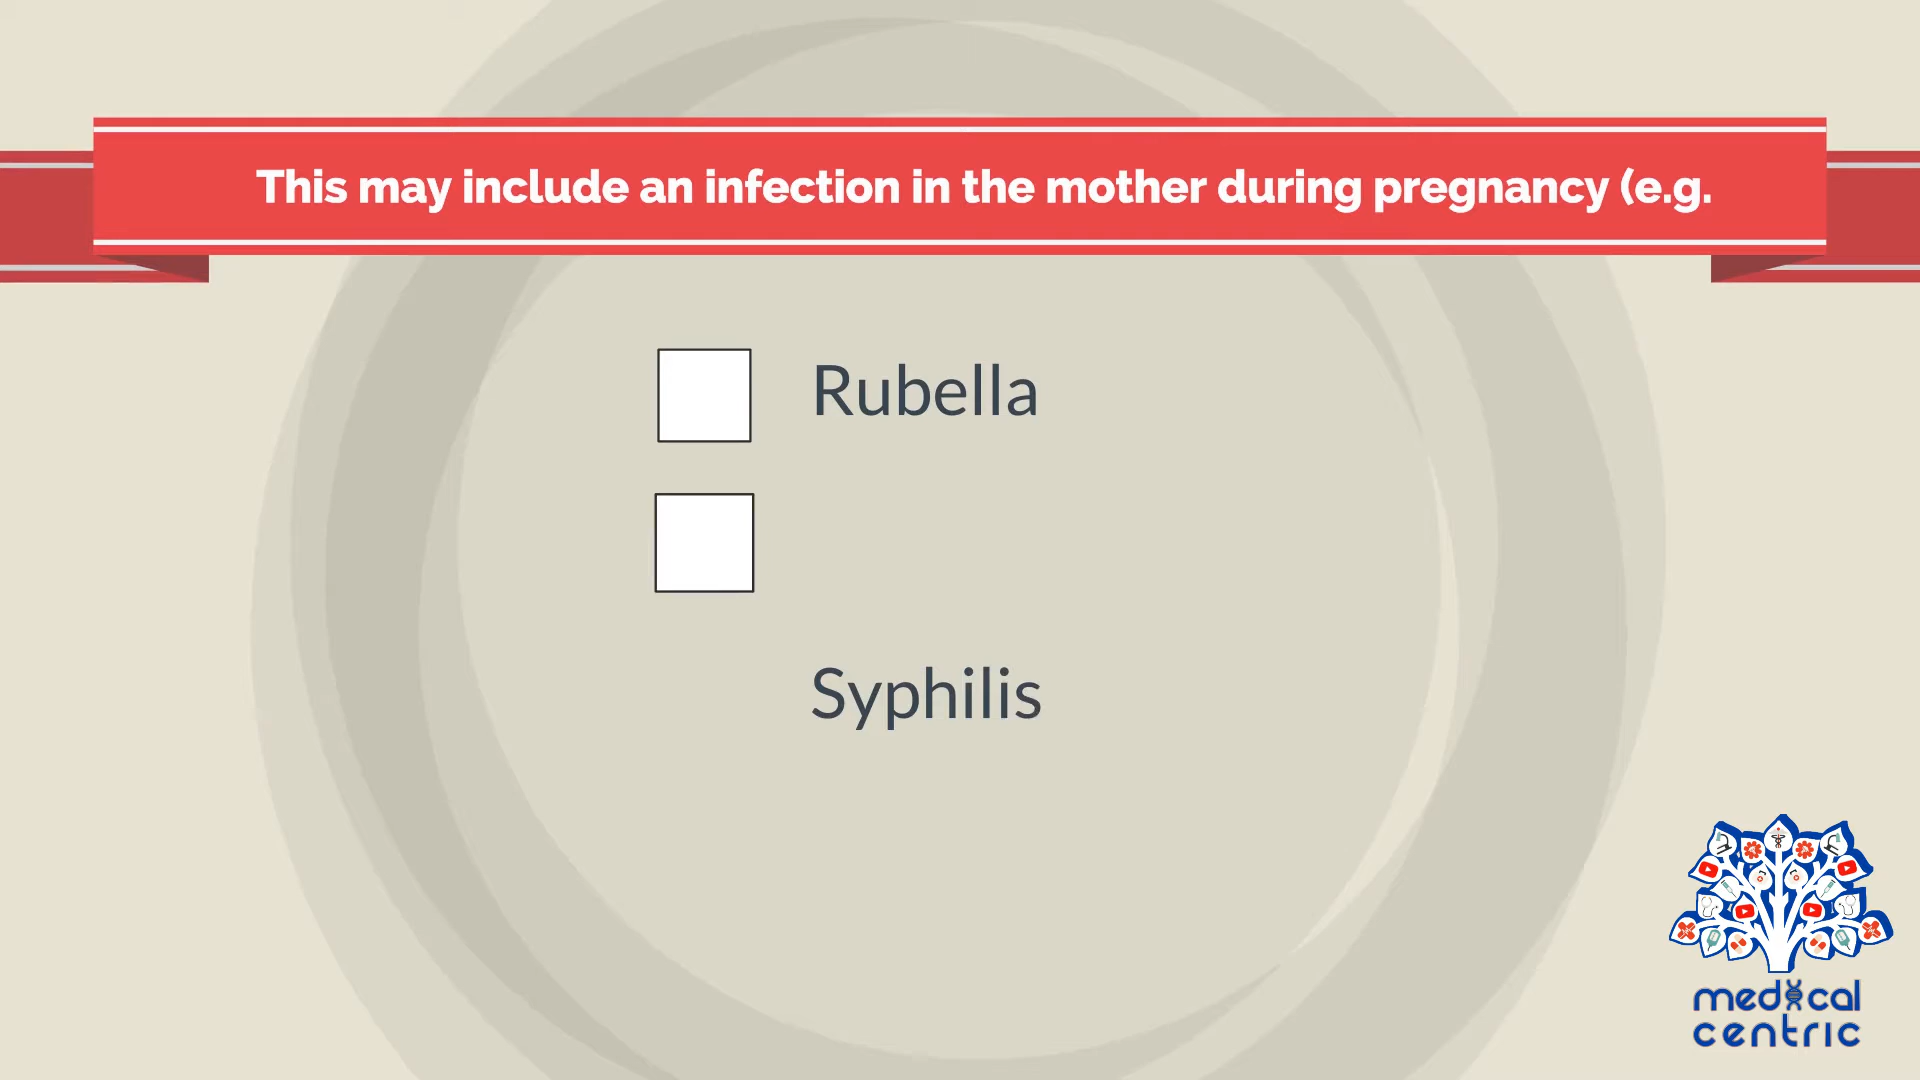 This may include an infection in the mother during pregnancy (e.g.
Rubella
Syphilis
medical
centric